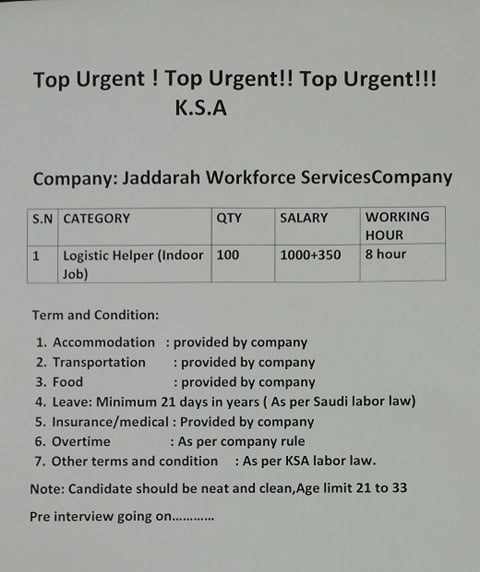 Top Urgent ! Top Urgent!! Top Urgent!!!
K.S.A
Company: Jaddarah Workforce ServicesCompany
S.N CATEGORY QTY SALARY WORKING HOUR
1 Logistic Helper (Indoor Job) 100 1000+350 8 hour
Term and Condition:
1. Accommodation : provided by company
2. Transportation : provided by company
3. Food : provided by company
4. Leave: Minimum 21 days in years ( As per Saudi labor law)
5. Insurance/medical : Provided by company
6. Overtime : As per company rule
7. Other terms and condition : As per KSA labor law.
Note: Candidate should be neat and clean,Age limit 21 to 33
Pre interview going on............